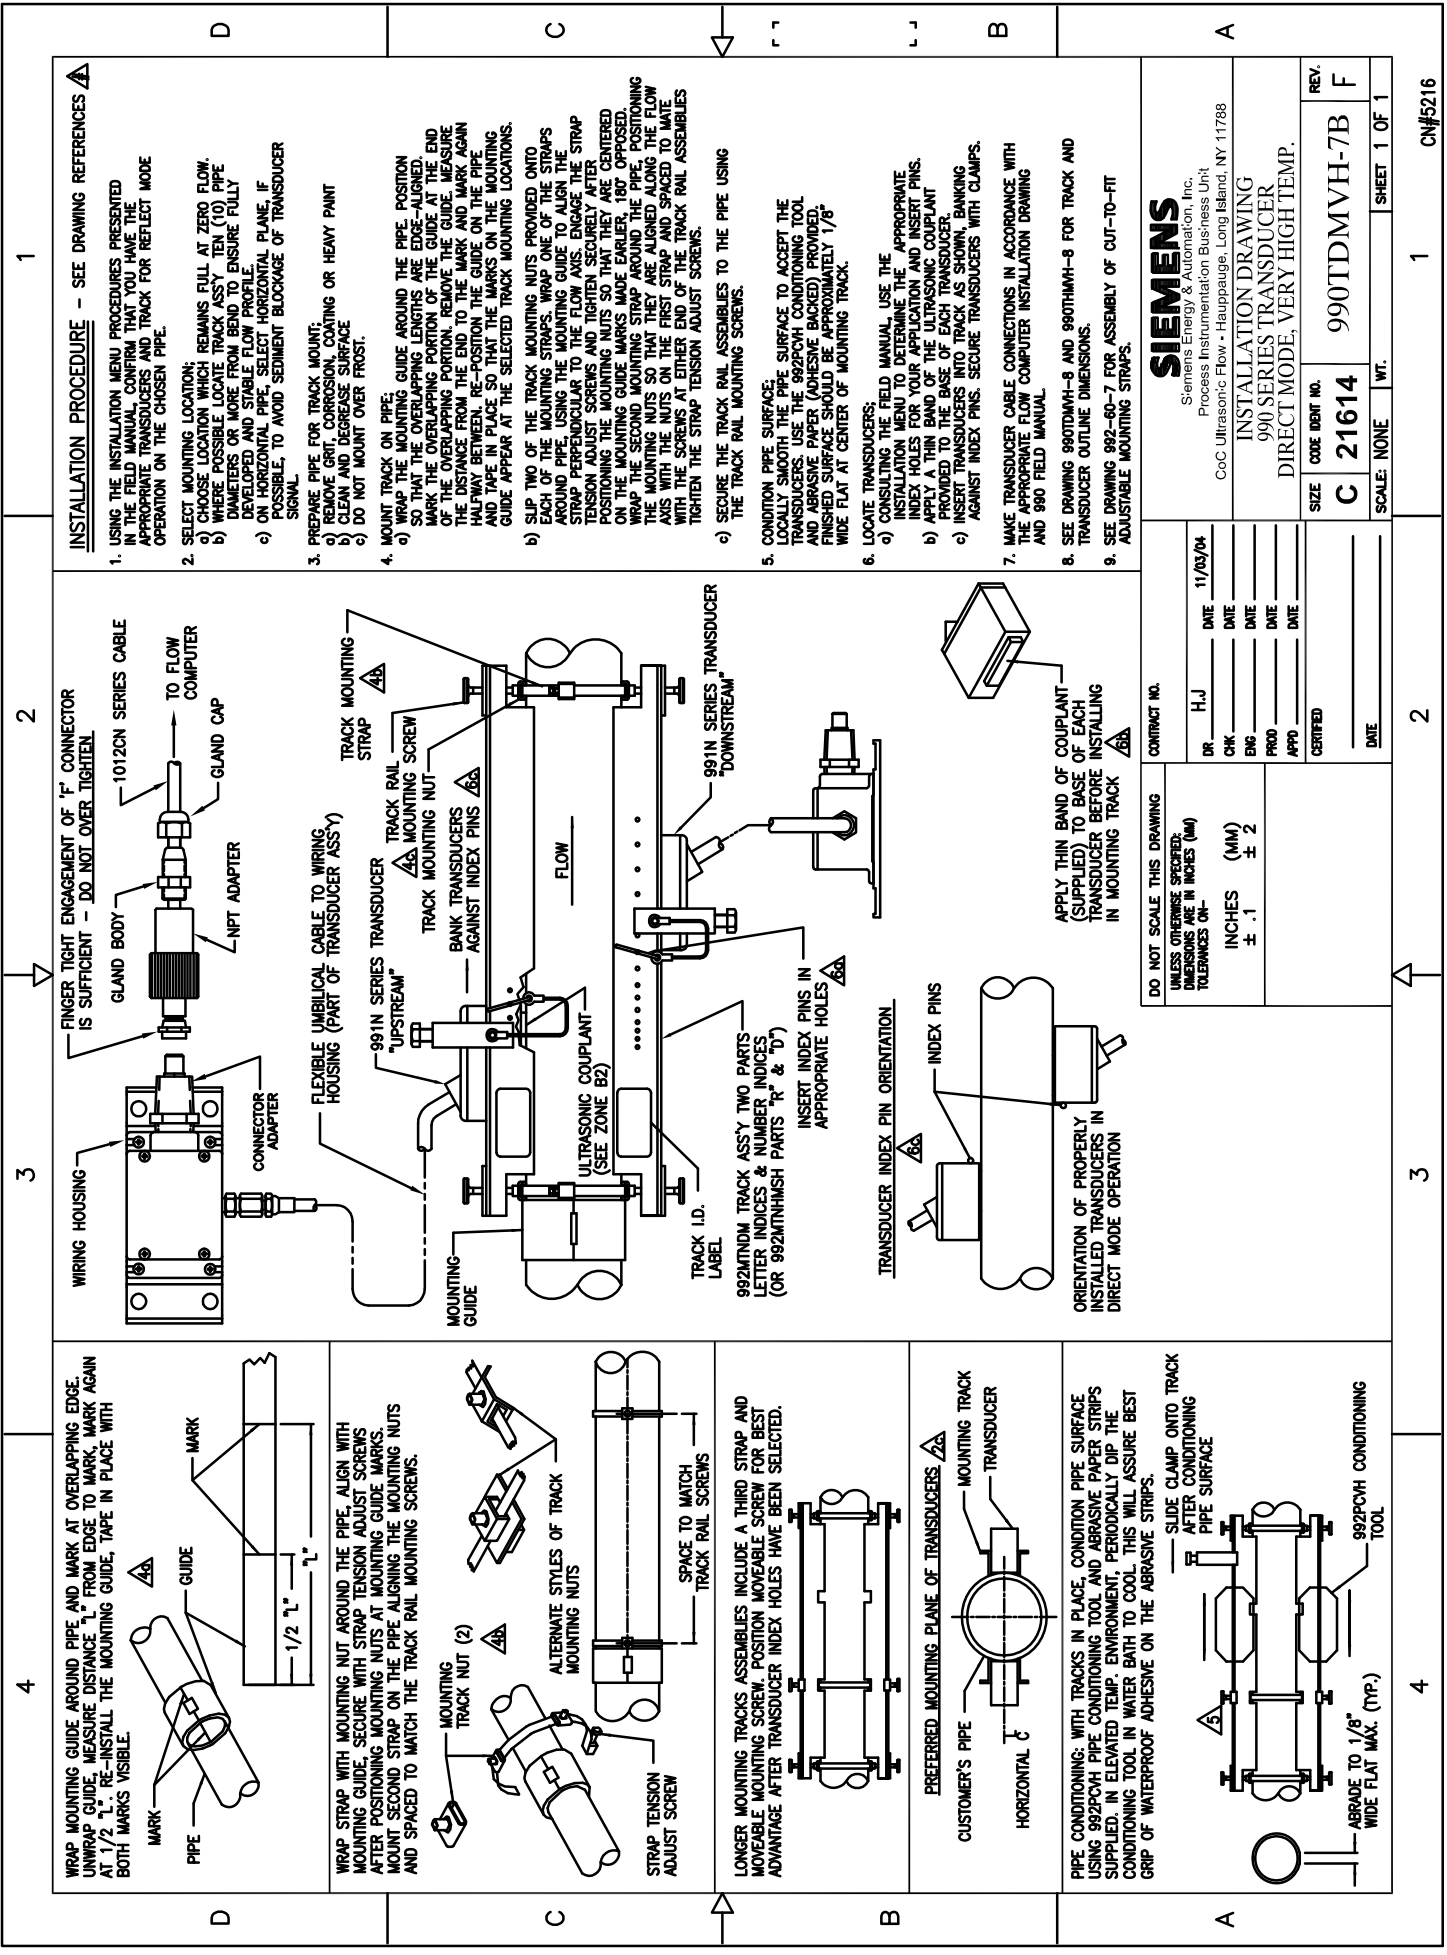 4
3
2
1
D
C
B
A
WRAP MOUNTING GUIDE AROUND PIPE AND MARK AT OVERLAPPING EDGE.
UNWRAP GUIDE, MEASURE DISTANCE "L" FROM EDGE TO MARK, MARK AGAIN
AT 1/2 "L". RE-INSTALL THE MOUNTING GUIDE, TAPE IN PLACE WITH
BOTH MARKS VISIBLE.
4a
MARK
PIPE
GUIDE
MARK
1/2 "L"
"L"
WRAP STRAP WITH MOUNTING NUT AROUND THE PIPE, ALIGN WITH
MOUNTING GUIDE, SECURE WITH STRAP TENSION ADJUST SCREWS
AFTER POSITIONING MOUNTING NUTS AT MOUNTING GUIDE MARKS.
MOUNT SECOND STRAP ON THE PIPE ALIGNING THE MOUNTING NUTS
AND SPACED TO MATCH THE TRACK RAIL MOUNTING SCREWS.
MOUNTING
TRACK NUT (2)
4b
ALTERNATE STYLES OF TRACK
MOUNTING NUTS
STRAP TENSION
ADJUST SCREW
SPACE TO MATCH
TRACK RAIL SCREWS
LONGER MOUNTING TRACKS ASSEMBLIES INCLUDE A THIRD STRAP AND
MOVEABLE MOUNTING SCREW. POSITION MOVEABLE SCREW FOR BEST
ADVANTAGE AFTER TRANSDUCER INDEX HOLES HAVE BEEN SELECTED.
PREFERRED MOUNTING PLANE OF TRANSDUCERS
2c
CUSTOMER'S PIPE
MOUNTING TRACK
TRANSDUCER
HORIZONTAL C
PIPE CONDITIONING: WITH TRACKS IN PLACE, CONDITION PIPE SURFACE
USING 992PCVH PIPE CONDITIONING TOOL AND ABRASIVE PAPER STRIPS
SUPPLIED. IN ELEVATED TEMP. ENVIRONMENT, PERIODICALLY DIP THE
CONDITIONING TOOL IN WATER BATH TO COOL. THIS WILL ASSURE BEST
GRIP OF WATERPROOF ADHESIVE ON THE ABRASIVE STRIPS.
5
SLIDE CLAMP ONTO TRACK
AFTER CONDITIONING
PIPE SURFACE
ABRADE TO 1/8"
WIDE FLAT MAX. (TYP.)
992PCVH CONDITIONING
TOOL
FINGER TIGHT ENGAGEMENT OF 'F' CONNECTOR
IS SUFFICIENT - DO NOT OVER TIGHTEN
WIRING HOUSING
CONNECTOR
ADAPTER
GLAND BODY
NPT ADAPTER
1012CN SERIES CABLE
TO FLOW
COMPUTER
GLAND CAP
FLEXIBLE UMBILICAL CABLE TO WIRING
HOUSING (PART OF TRANSDUCER ASS'Y)
991N SERIES TRANSDUCER
"UPSTREAM"
TRACK MOUNTING
STRAP
4b
TRACK RAIL
MOUNTING SCREW
4c
TRACK MOUNTING NUT
BANK TRANSDUCERS
AGAINST INDEX PINS
6c
MOUNTING
GUIDE
FLOW
ULTRASONIC COUPLANT
(SEE ZONE B2)
TRACK I.D.
LABEL
991N SERIES TRANSDUCER
"DOWNSTREAM"
992MTNDM TRACK ASS'Y TWO PARTS
LETTER INDICES & NUMBER INDICES
(OR 992MTNHMSH PARTS "R" & "D")
INSERT INDEX PINS IN
APPROPRIATE HOLES
6a
TRANSDUCER INDEX PIN ORIENTATION
6c
INDEX PINS
ORIENTATION OF PROPERLY
INSTALLED TRANSDUCERS IN
DIRECT MODE OPERATION
APPLY THIN BAND OF COUPLANT
(SUPPLIED) TO BASE OF EACH
TRANSDUCER BEFORE INSTALLING
IN MOUNTING TRACK
6b
INSTALLATION PROCEDURE - SEE DRAWING REFERENCES
#
1. USING THE INSTALLATION MENU PROCEDURES PRESENTED
IN THE FIELD MANUAL, CONFIRM THAT YOU HAVE THE
APPROPRIATE TRANSDUCERS AND TRACK FOR REFLECT MODE
OPERATION ON THE CHOSEN PIPE.
2. SELECT MOUNTING LOCATION;
a) CHOOSE LOCATION WHICH REMAINS FULL AT ZERO FLOW.
b) WHERE POSSIBLE LOCATE TRACK ASS'Y TEN (10) PIPE
DIAMETERS OR MORE FROM BEND TO ENSURE FULLY
DEVELOPED AND STABLE FLOW PROFILE.
c) ON HORIZONTAL PIPE, SELECT HORIZONTAL PLANE, IF
POSSIBLE, TO AVOID SEDIMENT BLOCKAGE OF TRANSDUCER
SIGNAL.
3. PREPARE PIPE FOR TRACK MOUNT;
a) REMOVE GRIT, CORROSION, COATING OR HEAVY PAINT
b) CLEAN AND DEGREASE SURFACE
c) DO NOT MOUNT OVER FROST.
4. MOUNT TRACK ON PIPE;
a) WRAP THE MOUNTING GUIDE AROUND THE PIPE. POSITION
SO THAT THE OVERLAPPING LENGTHS ARE EDGE-ALIGNED.
MARK THE OVERLAPPING PORTION OF THE GUIDE AT THE END
OF THE OVERLAPPING PORTION. REMOVE THE GUIDE. MEASURE
THE DISTANCE FROM THE END TO THE MARK AND MARK AGAIN
HALFWAY BETWEEN. RE-POSITION THE GUIDE ON THE PIPE
AND TAPE IN PLACE SO THAT THE MARKS ON THE MOUNTING
GUIDE APPEAR AT THE SELECTED TRACK MOUNTING LOCATIONS.
b) SLIP TWO OF THE TRACK MOUNTING NUTS PROVIDED ONTO
EACH OF THE MOUNTING STRAPS. WRAP ONE OF THE STRAPS
AROUND PIPE, USING THE MOUNTING GUIDE TO ALIGN THE
STRAP PERPENDICULAR TO THE FLOW AXIS. ENGAGE THE STRAP
TENSION ADJUST SCREWS AND TIGHTEN SECURELY AFTER
POSITIONING THE MOUNTING NUTS SO THAT THEY ARE CENTERED
ON THE MOUNTING GUIDE MARKS MADE EARLIER, 180° OPPOSED.
WRAP THE SECOND MOUNTING STRAP AROUND THE PIPE, POSITIONING
THE MOUNTING NUTS SO THAT THEY ARE ALIGNED ALONG THE FLOW
AXIS WITH THE NUTS ON THE FIRST STRAP AND SPACED TO MATE
WITH THE SCREWS AT EITHER END OF THE TRACK RAIL ASSEMBLIES
TIGHTEN THE STRAP TENSION ADJUST SCREWS.
c) SECURE THE TRACK RAIL ASSEMBLIES TO THE PIPE USING
THE TRACK RAIL MOUNTING SCREWS.
5. CONDITION PIPE SURFACE;
LOCALLY SMOOTH THE PIPE SURFACE TO ACCEPT THE
TRANSDUCERS. USE THE 992PCVH CONDITIONING TOOL
AND ABRASIVE PAPER (ADHESIVE BACKED) PROVIDED.
FINISHED SURFACE SHOULD BE APPROXIMATELY 1/8"
WIDE FLAT AT CENTER OF MOUNTING TRACK.
6. LOCATE TRANSDUCERS;
a) CONSULTING THE FIELD MANUAL, USE THE
INSTALLATION MENU TO DETERMINE THE APPROPRIATE
INDEX HOLES FOR YOUR APPLICATION AND INSERT PINS.
b) APPLY A THIN BAND OF THE ULTRASONIC COUPLANT
PROVIDED TO THE BASE OF EACH TRANSDUCER.
c) INSERT TRANSDUCERS INTO TRACK AS SHOWN, BANKING
AGAINST INDEX PINS. SECURE TRANSDUCERS WITH CLAMPS.
7. MAKE TRANSDUCER CABLE CONNECTIONS IN ACCORDANCE WITH
THE APPROPRIATE FLOW COMPUTER INSTALLATION DRAWING
AND 990 FIELD MANUAL.
8. SEE DRAWING 990TDMVH-8 AND 990THMVH-8 FOR TRACK AND
TRANSDUCER OUTLINE DIMENSIONS.
9. SEE DRAWING 992-60-7 FOR ASSEMBLY OF CUT-TO-FIT
ADJUSTABLE MOUNTING STRAPS.
DO NOT SCALE THIS DRAWING
UNLESS OTHERWISE SPECIFIED:
DIMENSIONS ARE IN INCHES (MM)
TOLERANCES ON-
INCHES (MM)
± .1 ± 2
CONTRACT NO.
DR H.J DATE 11/03/04
CHK DATE
ENG DATE
PROD DATE
APPD DATE
CERTIFIED
DATE
SIEMENS
Siemens Energy & Automation, Inc.
Process Instrumentation Business Unit
CoC Ultrasonic Flow - Hauppauge, Long Island, NY 11788
INSTALLATION DRAWING
990 SERIES TRANSDUCER
DIRECT MODE, VERY HIGH TEMP.
SIZE
C
CODE IDENT NO.
21614
990TDMVH-7B
REV.
F
SCALE: NONE
WT.
SHEET 1 OF 1
D
C
B
A
4
3
2
1
CN#5216